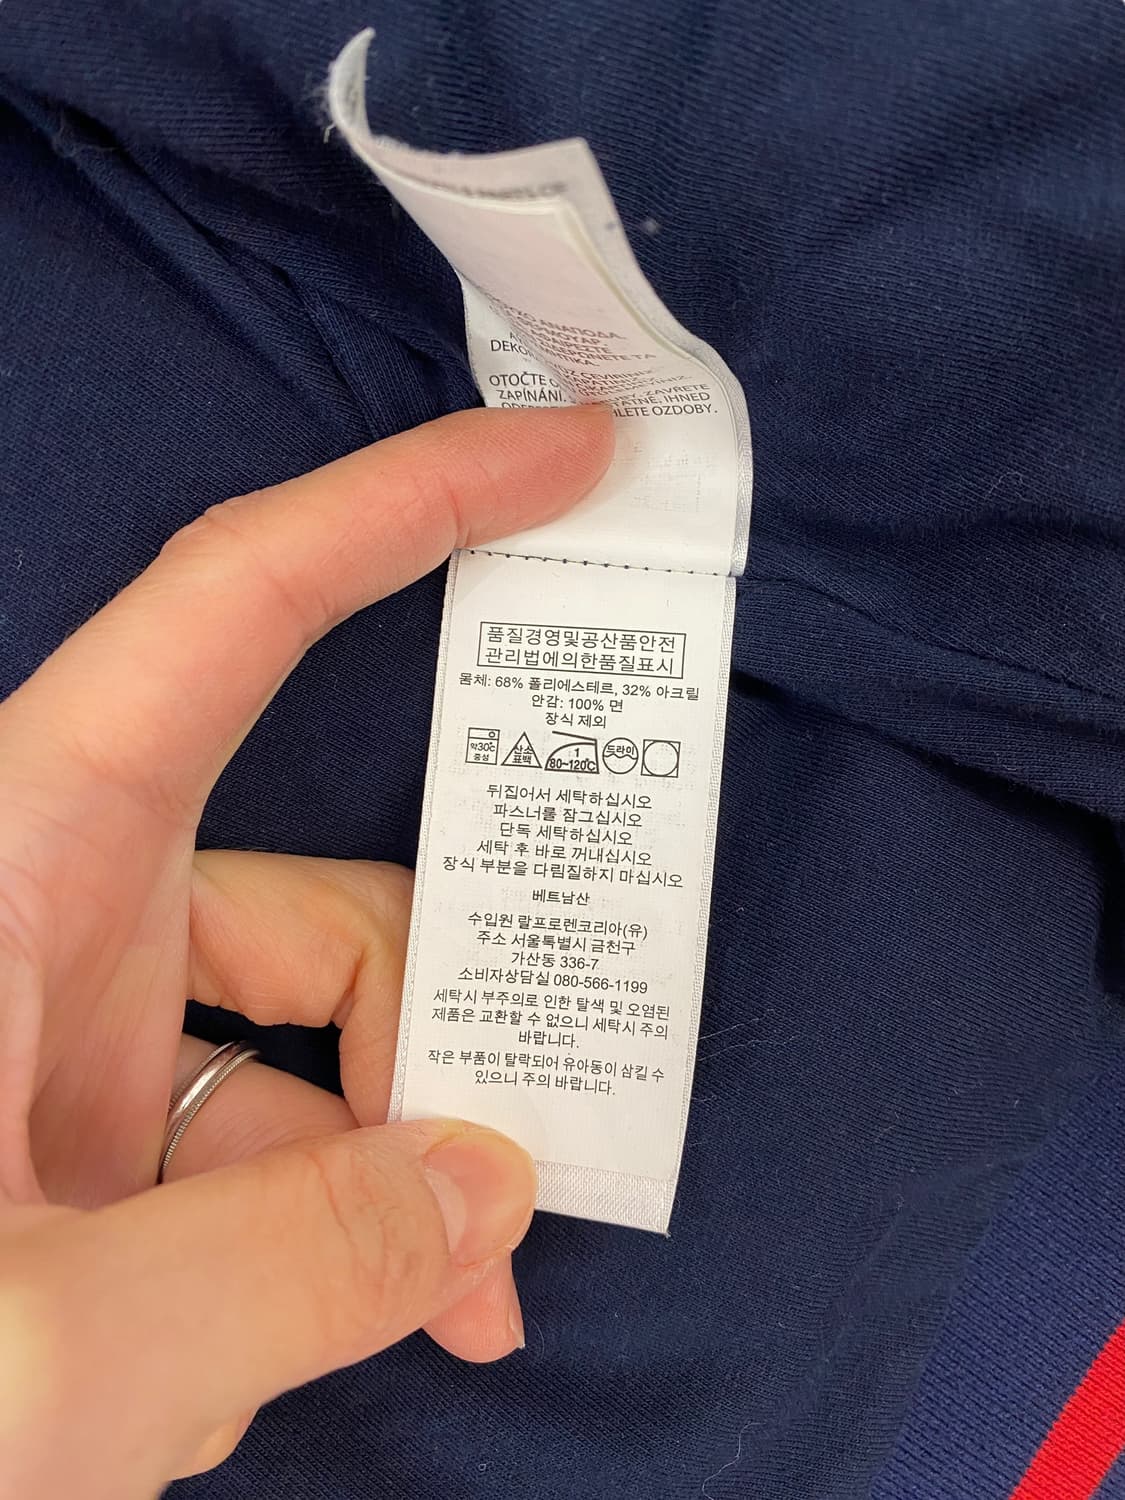 ΑΝΑΠΟΔΑ.
OTOČTE
ZAPÍNÁNÍ.
ZAVŘETE
IHNED
OZDOBY.
품질경영및공산품안전
관리법에의한품질표시
몸체: 68% 폴리에스테르, 32% 아크릴
안감: 100% 면
장식 제외
약30℃
중성
산소
표백
1
80~120℃
드라이
뒤집어서 세탁하십시오
파스너를 잠그십시오
단독 세탁하십시오
세탁 후 바로 꺼내십시오
장식 부분을 다림질하지 마십시오
베트남산
수입원 랄프로렌코리아(유)
주소 서울특별시 금천구
가산동 336-7
소비자상담실 080-566-1199
세탁시 부주의로 인한 탈색 및 오염된
제품은 교환할 수 없으니 세탁시 주의
바랍니다.
작은 부품이 탈락되어 유아동이 삼킬 수
있으니 주의 바랍니다.